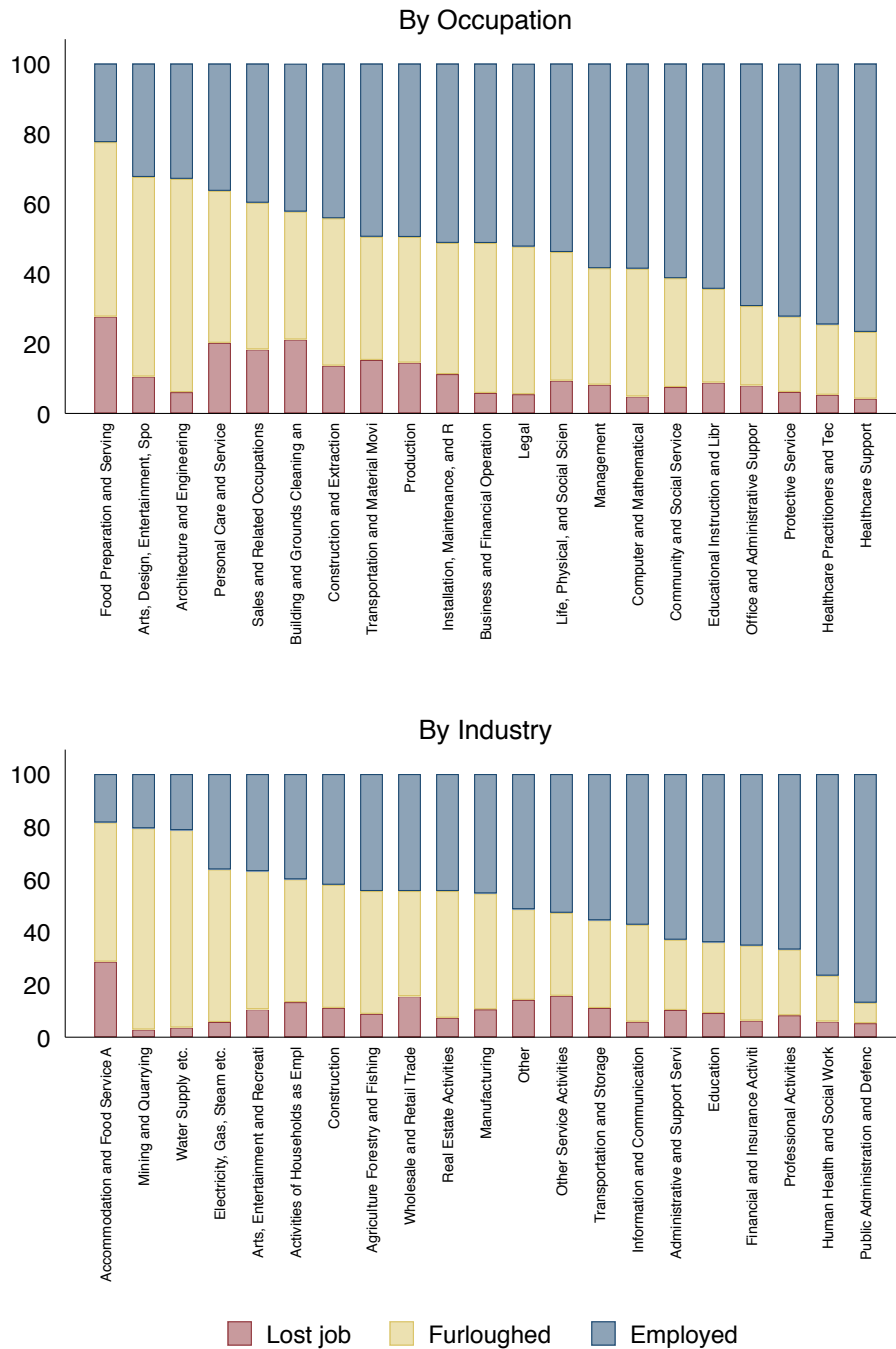 By Occupation
100
80
60
40
20
0
Food Preparation and Serving
Arts, Design, Entertainment, Spo
Architecture and Engineering
Personal Care and Service
Sales and Related Occupations
Building and Grounds Cleaning an
Construction and Extraction
Transportation and Material Movi
Production
Installation, Maintenance, and R
Business and Financial Operation
Legal
Life, Physical, and Social Scien
Management
Computer and Mathematical
Community and Social Service
Educational Instruction and Libr
Office and Administrative Suppor
Protective Service
Healthcare Practitioners and Tec
Healthcare Support
By Industry
100
80
60
40
20
0
Accommodation and Food Service A
Mining and Quarrying
Water Supply etc.
Electricity, Gas, Steam etc.
Arts, Entertainment and Recreati
Activities of Households as Empl
Construction
Agriculture Forestry and Fishing
Wholesale and Retail Trade
Real Estate Activities
Manufacturing
Other
Other Service Activities
Transportation and Storage
Information and Communication
Administrative and Support Servi
Education
Financial and Insurance Activiti
Professional Activities
Human Health and Social Work
Public Administration and Defenc
Lost job Furloughed Employed